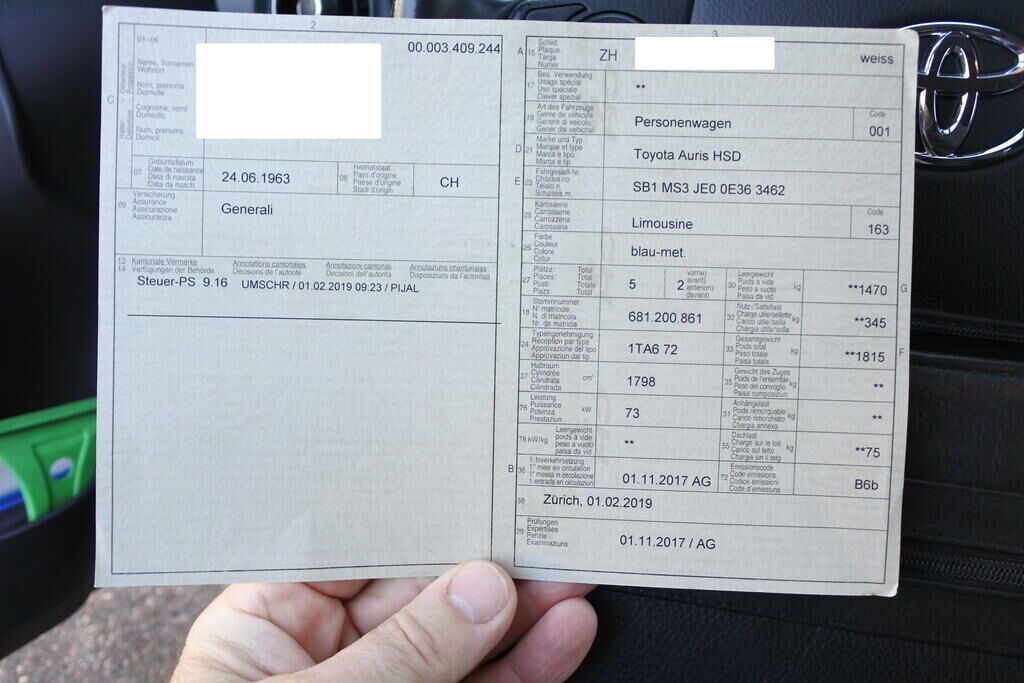 2
01–06
00.003.409.244
C
Name, Vornamen
Wohnort
Nom, prénoms
Domicile
Cognome, nomi
Domicilio
Num, prenums
Domicil
07
Geburtsdatum
Date de naissance
Data di nascita
Data da nasch.
24.06.1963
08
Heimatstaat
Pays d'origine
Paese d'origine
Stadi d'origin
CH
09
Versicherung
Assurance
Assicurazione
Assicuranza
Generali
13 Kantonale Vermerke Annotations cantonales Annotazioni cantonali Annotaziuns chantunalas
14 Verfügungen der Behörde Décisions de l'autorité Decisioni dell'autorità Disposiziuns da l'autoritad
Steuer-PS 9.16 UMSCHR / 01.02.2019 09:23 / PIJAL
3
A
15
Schild
Plaque
Targa
Numer
ZH
weiss
17
Bes. Verwendung
Usage spécial
Uso speciale
Diever spezial
**
19
Art des Fahrzeugs
Genre de véhicule
Genere di veicolo
Gener dal vehichel
Personenwagen
Code
001
D
21
Marke und Typ
Marque et type
Marca e tipo
Marca e tip
Toyota Auris HSD
E
23
Fahrgestell-Nr.
Châssis no
Telaio n.
Schassis nr.
SB1 MS3 JE0 0E36 3462
25
Karosserie
Carrosserie
Carrozzeria
Carossaria
Limousine
Code
163
26
Farbe
Couleur
Colore
Colur
blau-met.
27
Plätze: Total
Places: Total
Posti: Totale
Plazs: Total
5
( 2
vorne)
avant)
anteriori)
davant)
30
Leergewicht
Poids à vide
Peso a vuoto
Paisa da vid
kg
**1470
G
18
Stammnummer
N° matricule
N. di matricola
Nr. da matricla
681.200.861
32
Nutz-/Sattellast
Charge utile/sellette
Carico utile/sella
Chargia utila/sella
kg
**345
24
Typengenehmigung
Réception par type
Approvazione del tipo
Approvaziun dal tip
1TA6 72
33
Gesamtgewicht
Poids total
Peso totale
Paisa totala
kg
**1815
F
37
Hubraum
Cylindrée
Cilindrata
Cilindrada
cm³
1798
35
Gewicht des Zuges
Poids de l'ensemble
Peso del convoglio
Paisa cumposiziun
kg
**
76
Leistung
Puissance
Potenza
Prestaziun
kW
73
31
Anhängelast
Poids remorquable
Carico rimorchiato
Chargia annexa
kg
**
78 kW/kg
Leergewicht
poids à vide
peso a vuoto
paisa da vid
**
55
Dachlast
Charge sur le toit
Carico sul tetto
Chargia sin il tetg
kg
**75
B
36
1. Inverkehrsetzung
1re mise en circulation
1a messa in circolazione
1. entrada en circulaziun
01.11.2017 AG
72
Emissionscode
Code émissions
Codice emissioni
Code d'emissiuns
B6b
38
Zürich, 01.02.2019
39
Prüfungen
Expertises
Perizie
Examinaziuns
01.11.2017 / AG